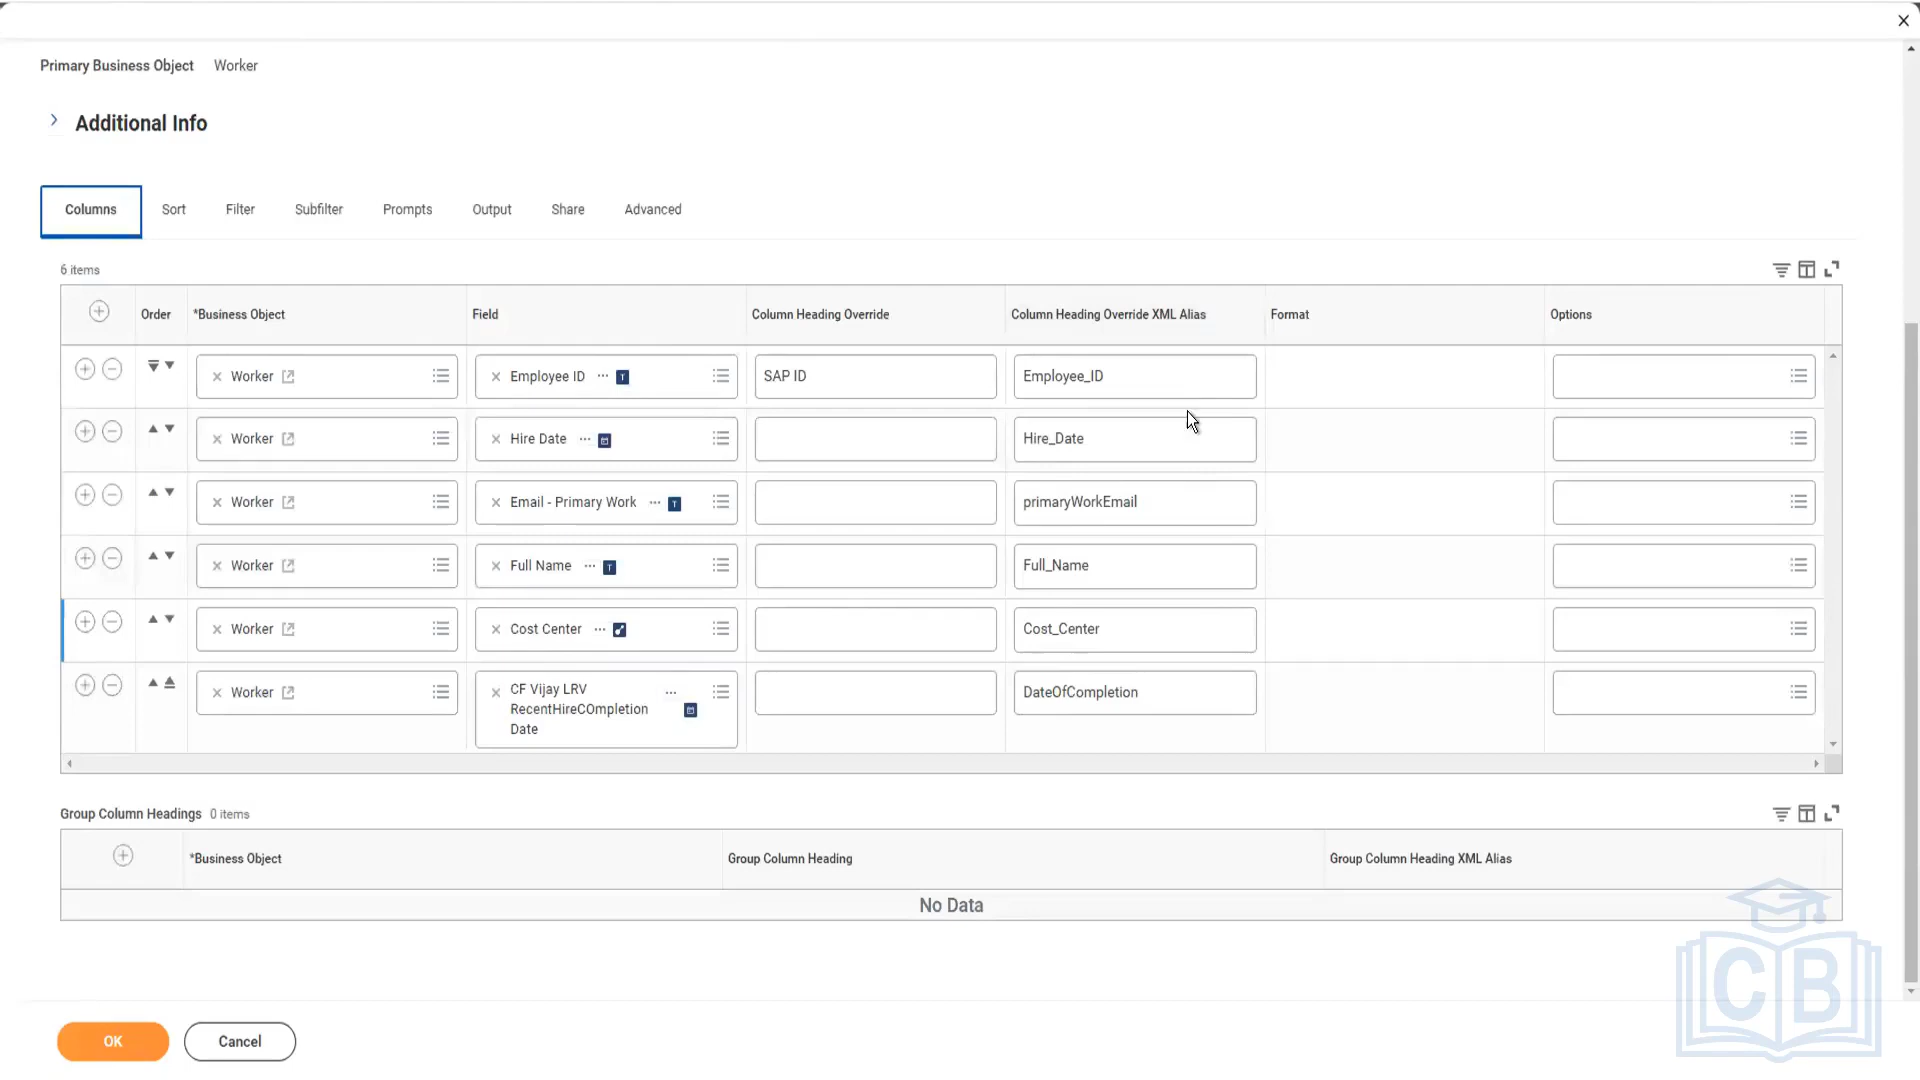 Primary Business Object Worker
Additional Info
Columns Sort Filter Subfilter Prompts Output Share Advanced
6 items
Order *Business Object Field Column Heading Override Column Heading Override XML Alias Format Options
Worker Employee ID SAP ID Employee_ID
Worker Hire Date Hire_Date
Worker Email - Primary Work primaryWorkEmail
Worker Full Name Full_Name
Worker Cost Center Cost_Center
Worker CF Vijay LRV DateOfCompletion
RecentHireCOmpletion
Date
Group Column Headings 0 items
*Business Object Group Column Heading Group Column Heading XML Alias
No Data
CB
OK Cancel